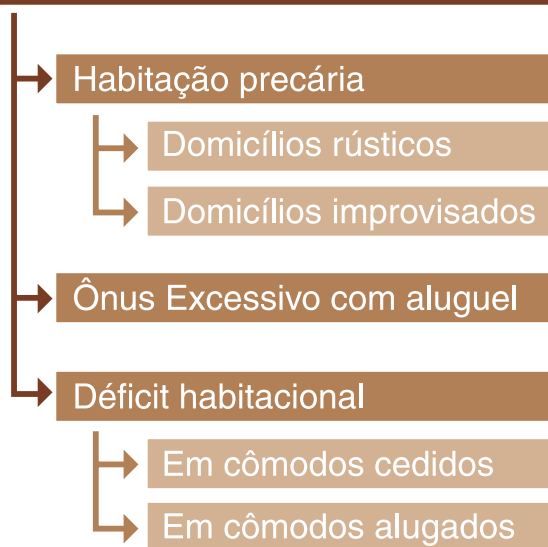 Habitação precária
Domicílios rústicos
Domicílios improvisados
Ônus Excessivo com aluguel
Déficit habitacional
Em cômodos cedidos
Em cômodos alugados